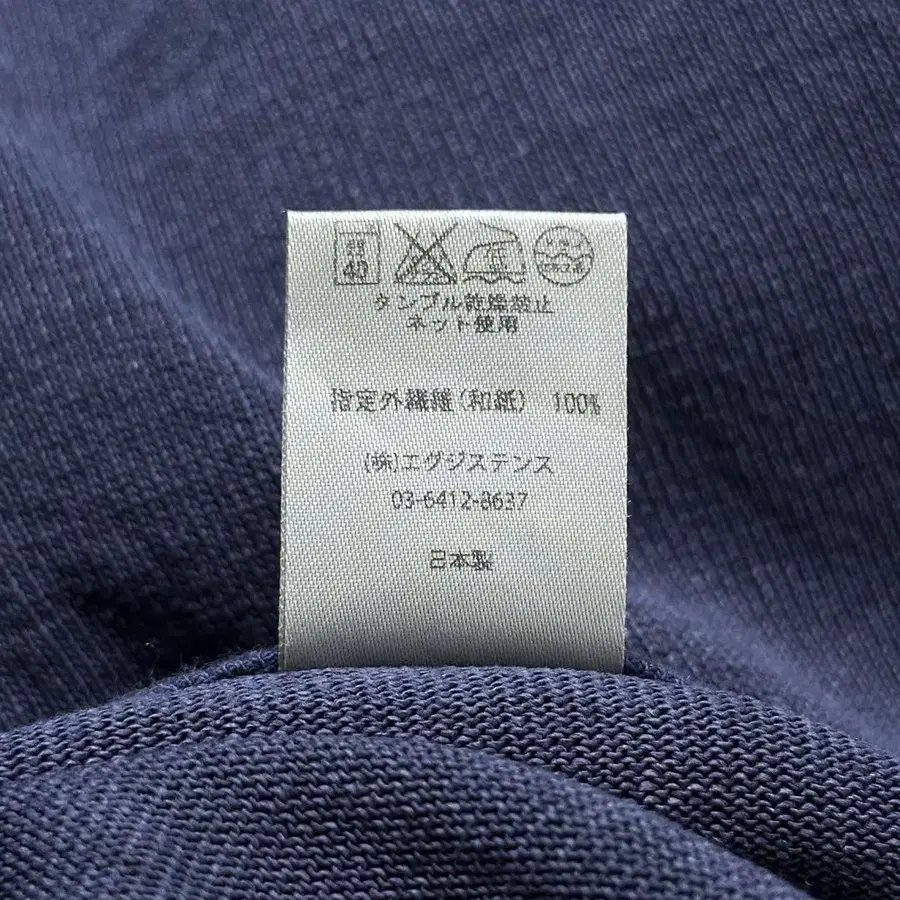 40
タンブル乾燥禁止
ネット使用
指定外繊維(和紙) 100%
(株)エグジステンス
03-6412-8637
日本製